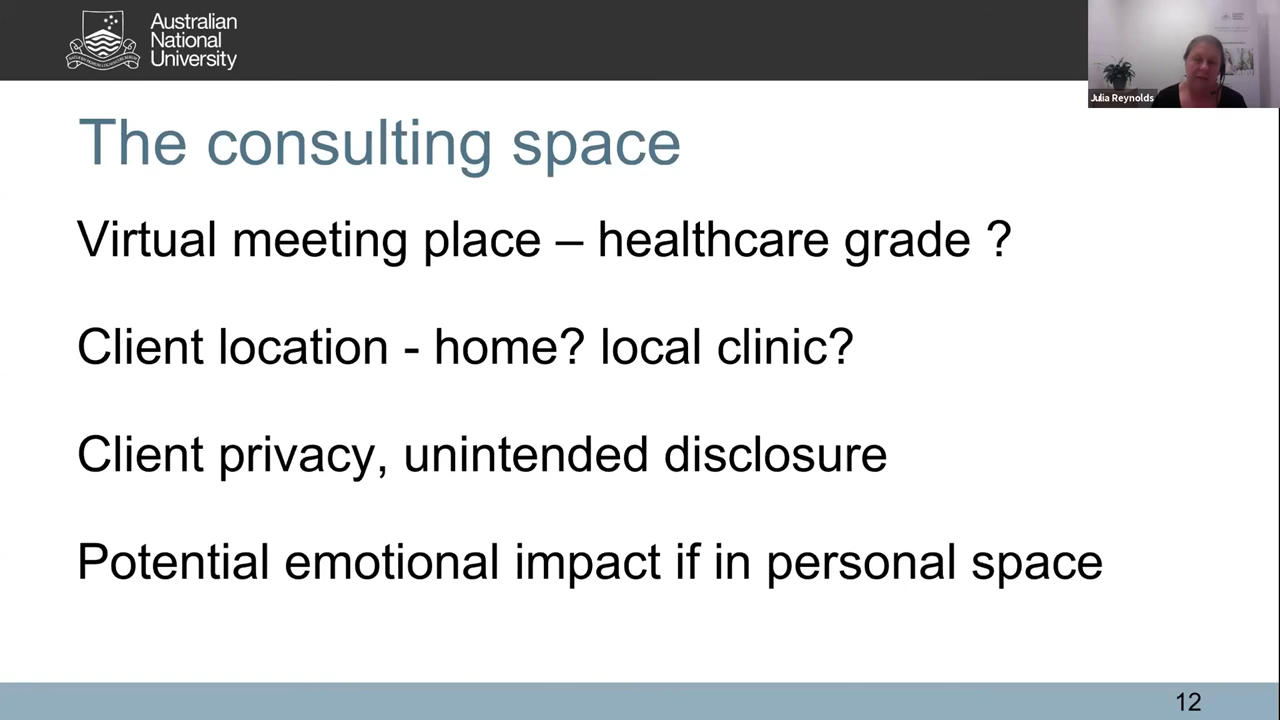 Australian
National
University
Julia Reynolds
The consulting space
Virtual meeting place – healthcare grade ?
Client location - home? local clinic?
Client privacy, unintended disclosure
Potential emotional impact if in personal space
12